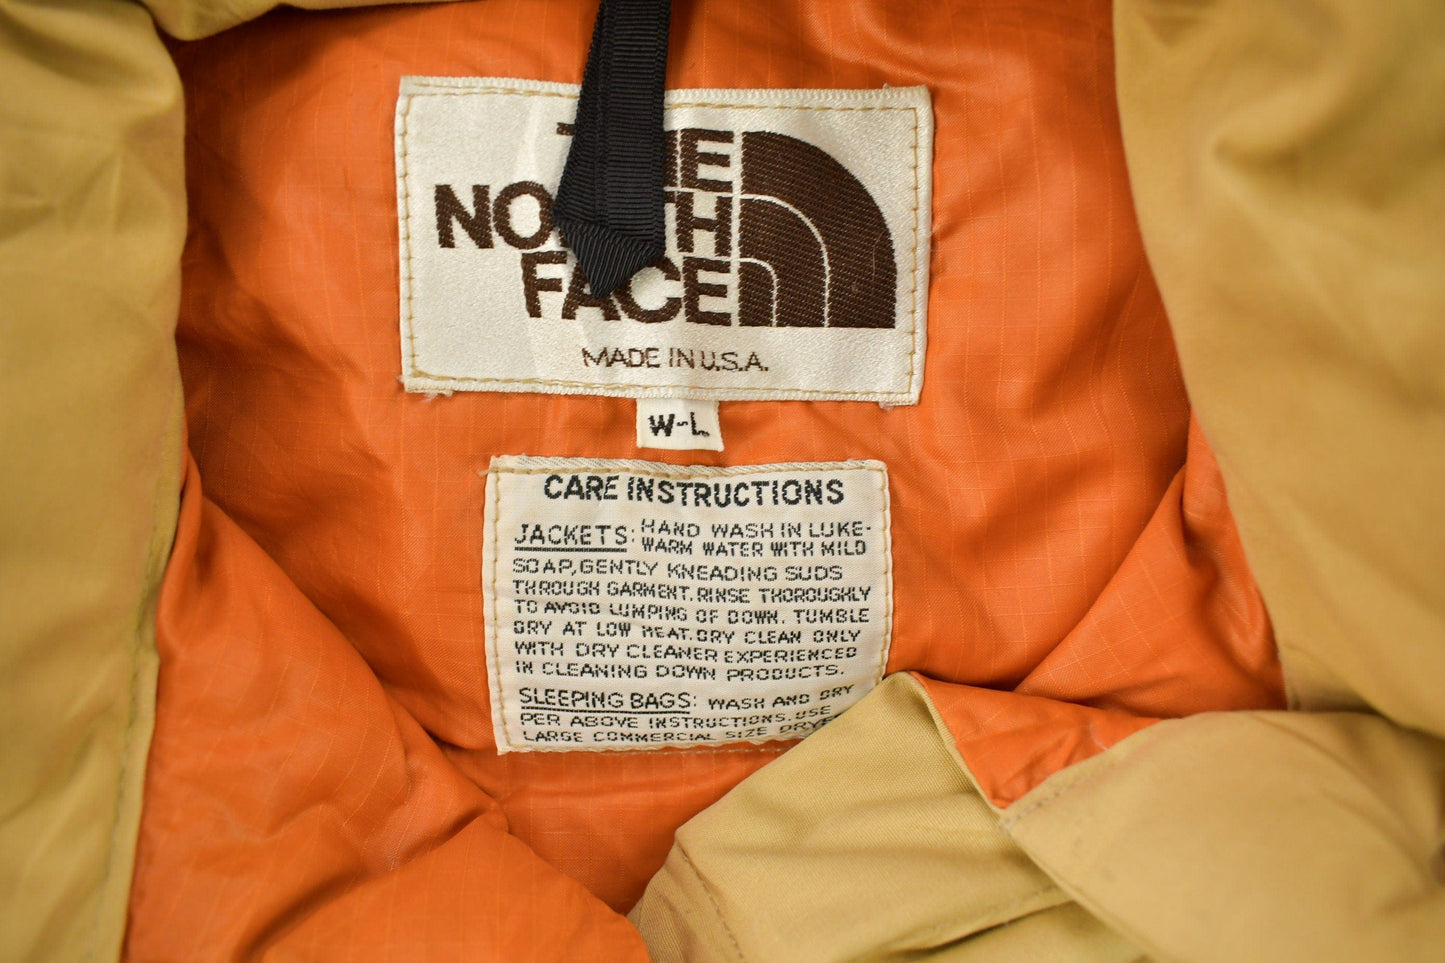 THE
NORTH
FACE
MADE IN U.S.A.
W-L
CARE INSTRUCTIONS
JACKETS: HAND WASH IN LUKE-
WARM WATER WITH MILD
SOAP, GENTLY KNEADING SUDS
THROUGH GARMENT. RINSE THOROUGHLY
TO AVOID LUMPING OF DOWN. TUMBLE
DRY AT LOW HEAT. DRY CLEAN ONLY
WITH DRY CLEANER EXPERIENCED
IN CLEANING DOWN PRODUCTS.
SLEEPING BAGS: WASH AND DRY
PER ABOVE INSTRUCTIONS. USE
LARGE COMMERCIAL SIZE DRYE